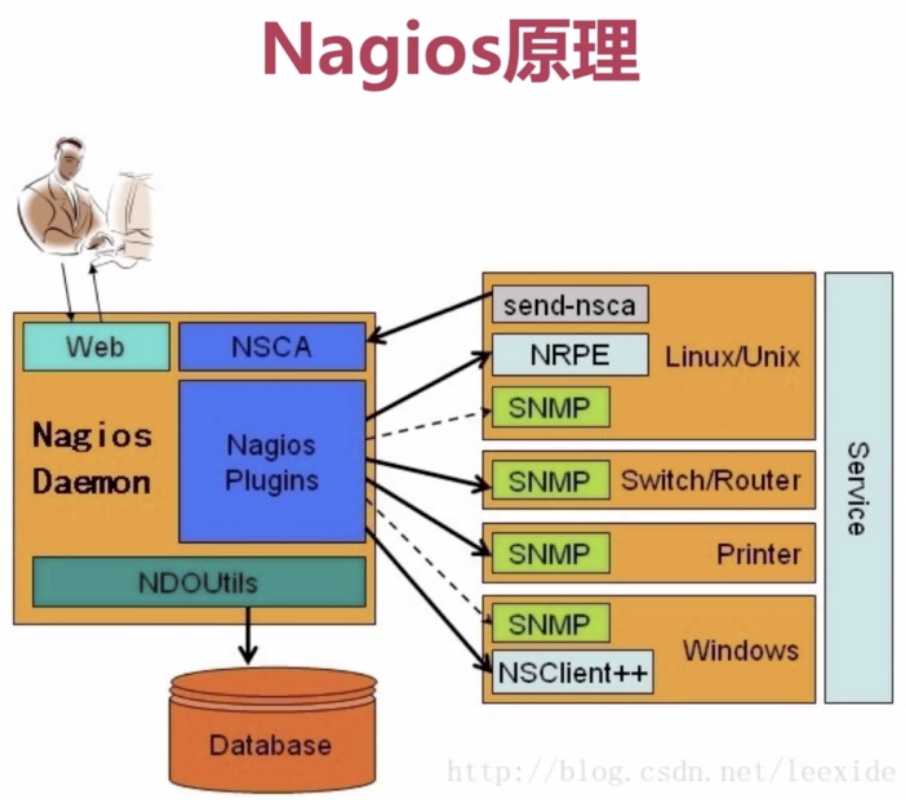 Nagios原理
Web
NSCA
Nagios
Daemon
Nagios
Plugins
NDOUtils
Database
send-nsca
NRPE
Linux/Unix
SNMP
SNMP
Switch/Router
SNMP
Printer
SNMP
Windows
NSClient++
Service
http://blog.csdn.net/leexide